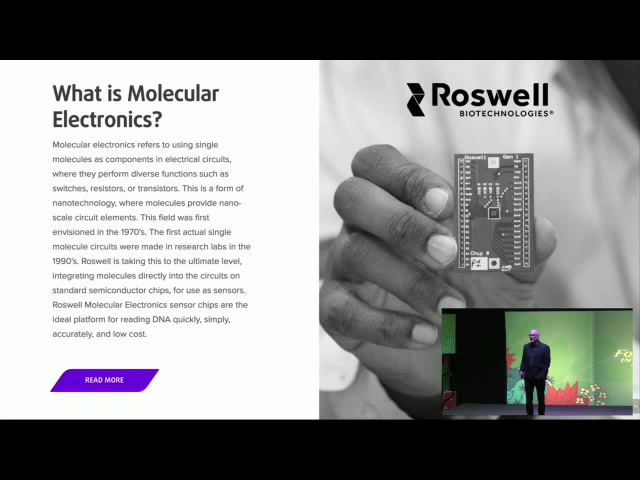 What is Molecular
Electronics?
Molecular electronics refers to using single
molecules as components in electrical circuits,
where they perform diverse functions such as
switches, resistors, or transistors. This is a form of
nanotechnology, where molecules provide nano-
scale circuit elements. This field was first
envisioned in the 1970's. The first actual single
molecule circuits were made in research labs in the
1990's. Roswell is taking this to the ultimate level,
integrating molecules directly into the circuits on
standard semiconductor chips, for use as sensors.
Roswell Molecular Electronics sensor chips are the
ideal platform for reading DNA quickly, simply,
accurately, and low cost.
READ MORE
Roswell
BIOTECHNOLOGIES®
Roswell Gen 1
Chip #